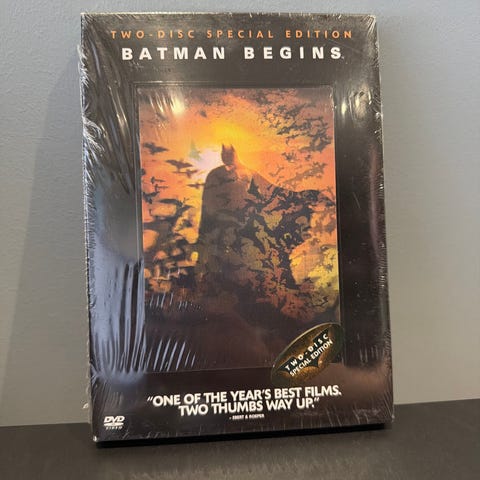 TWO-DISC SPECIAL EDITION
BATMAN BEGINS
TWO-DISC
SPECIAL EDITION
"ONE OF THE YEAR'S BEST FILMS.
TWO THUMBS WAY UP."
- EBERT & ROEPER
DVD
VIDEO